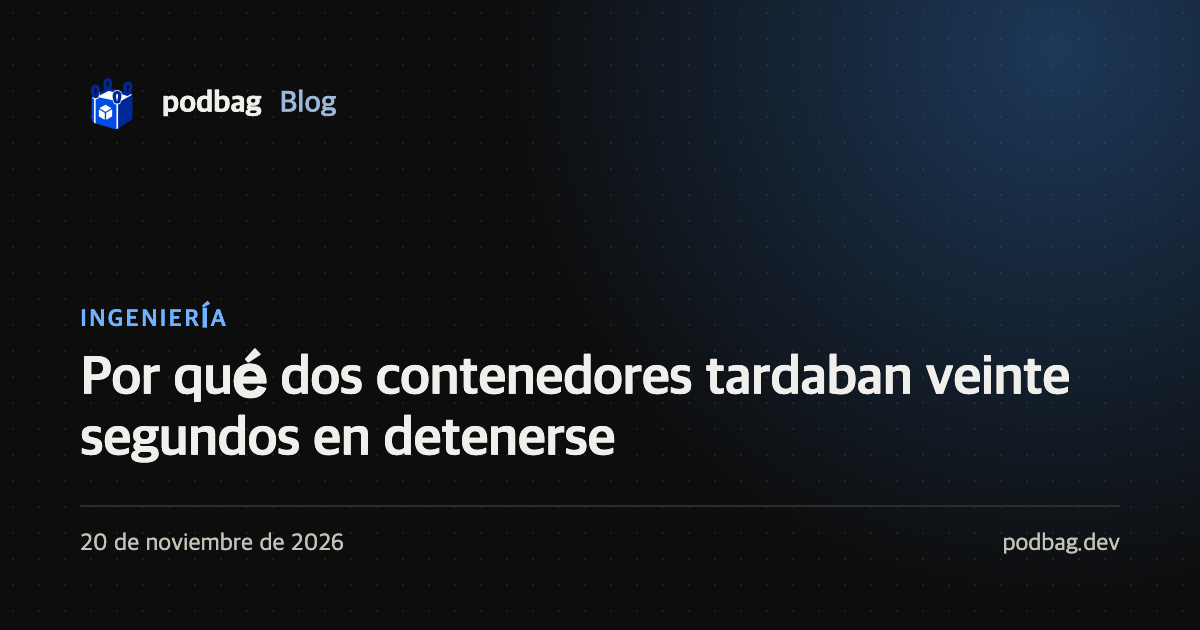 podbag Blog
INGENIERÍA
Por qué dos contenedores tardaban veinte
segundos en detenerse
20 de noviembre de 2026
podbag.dev